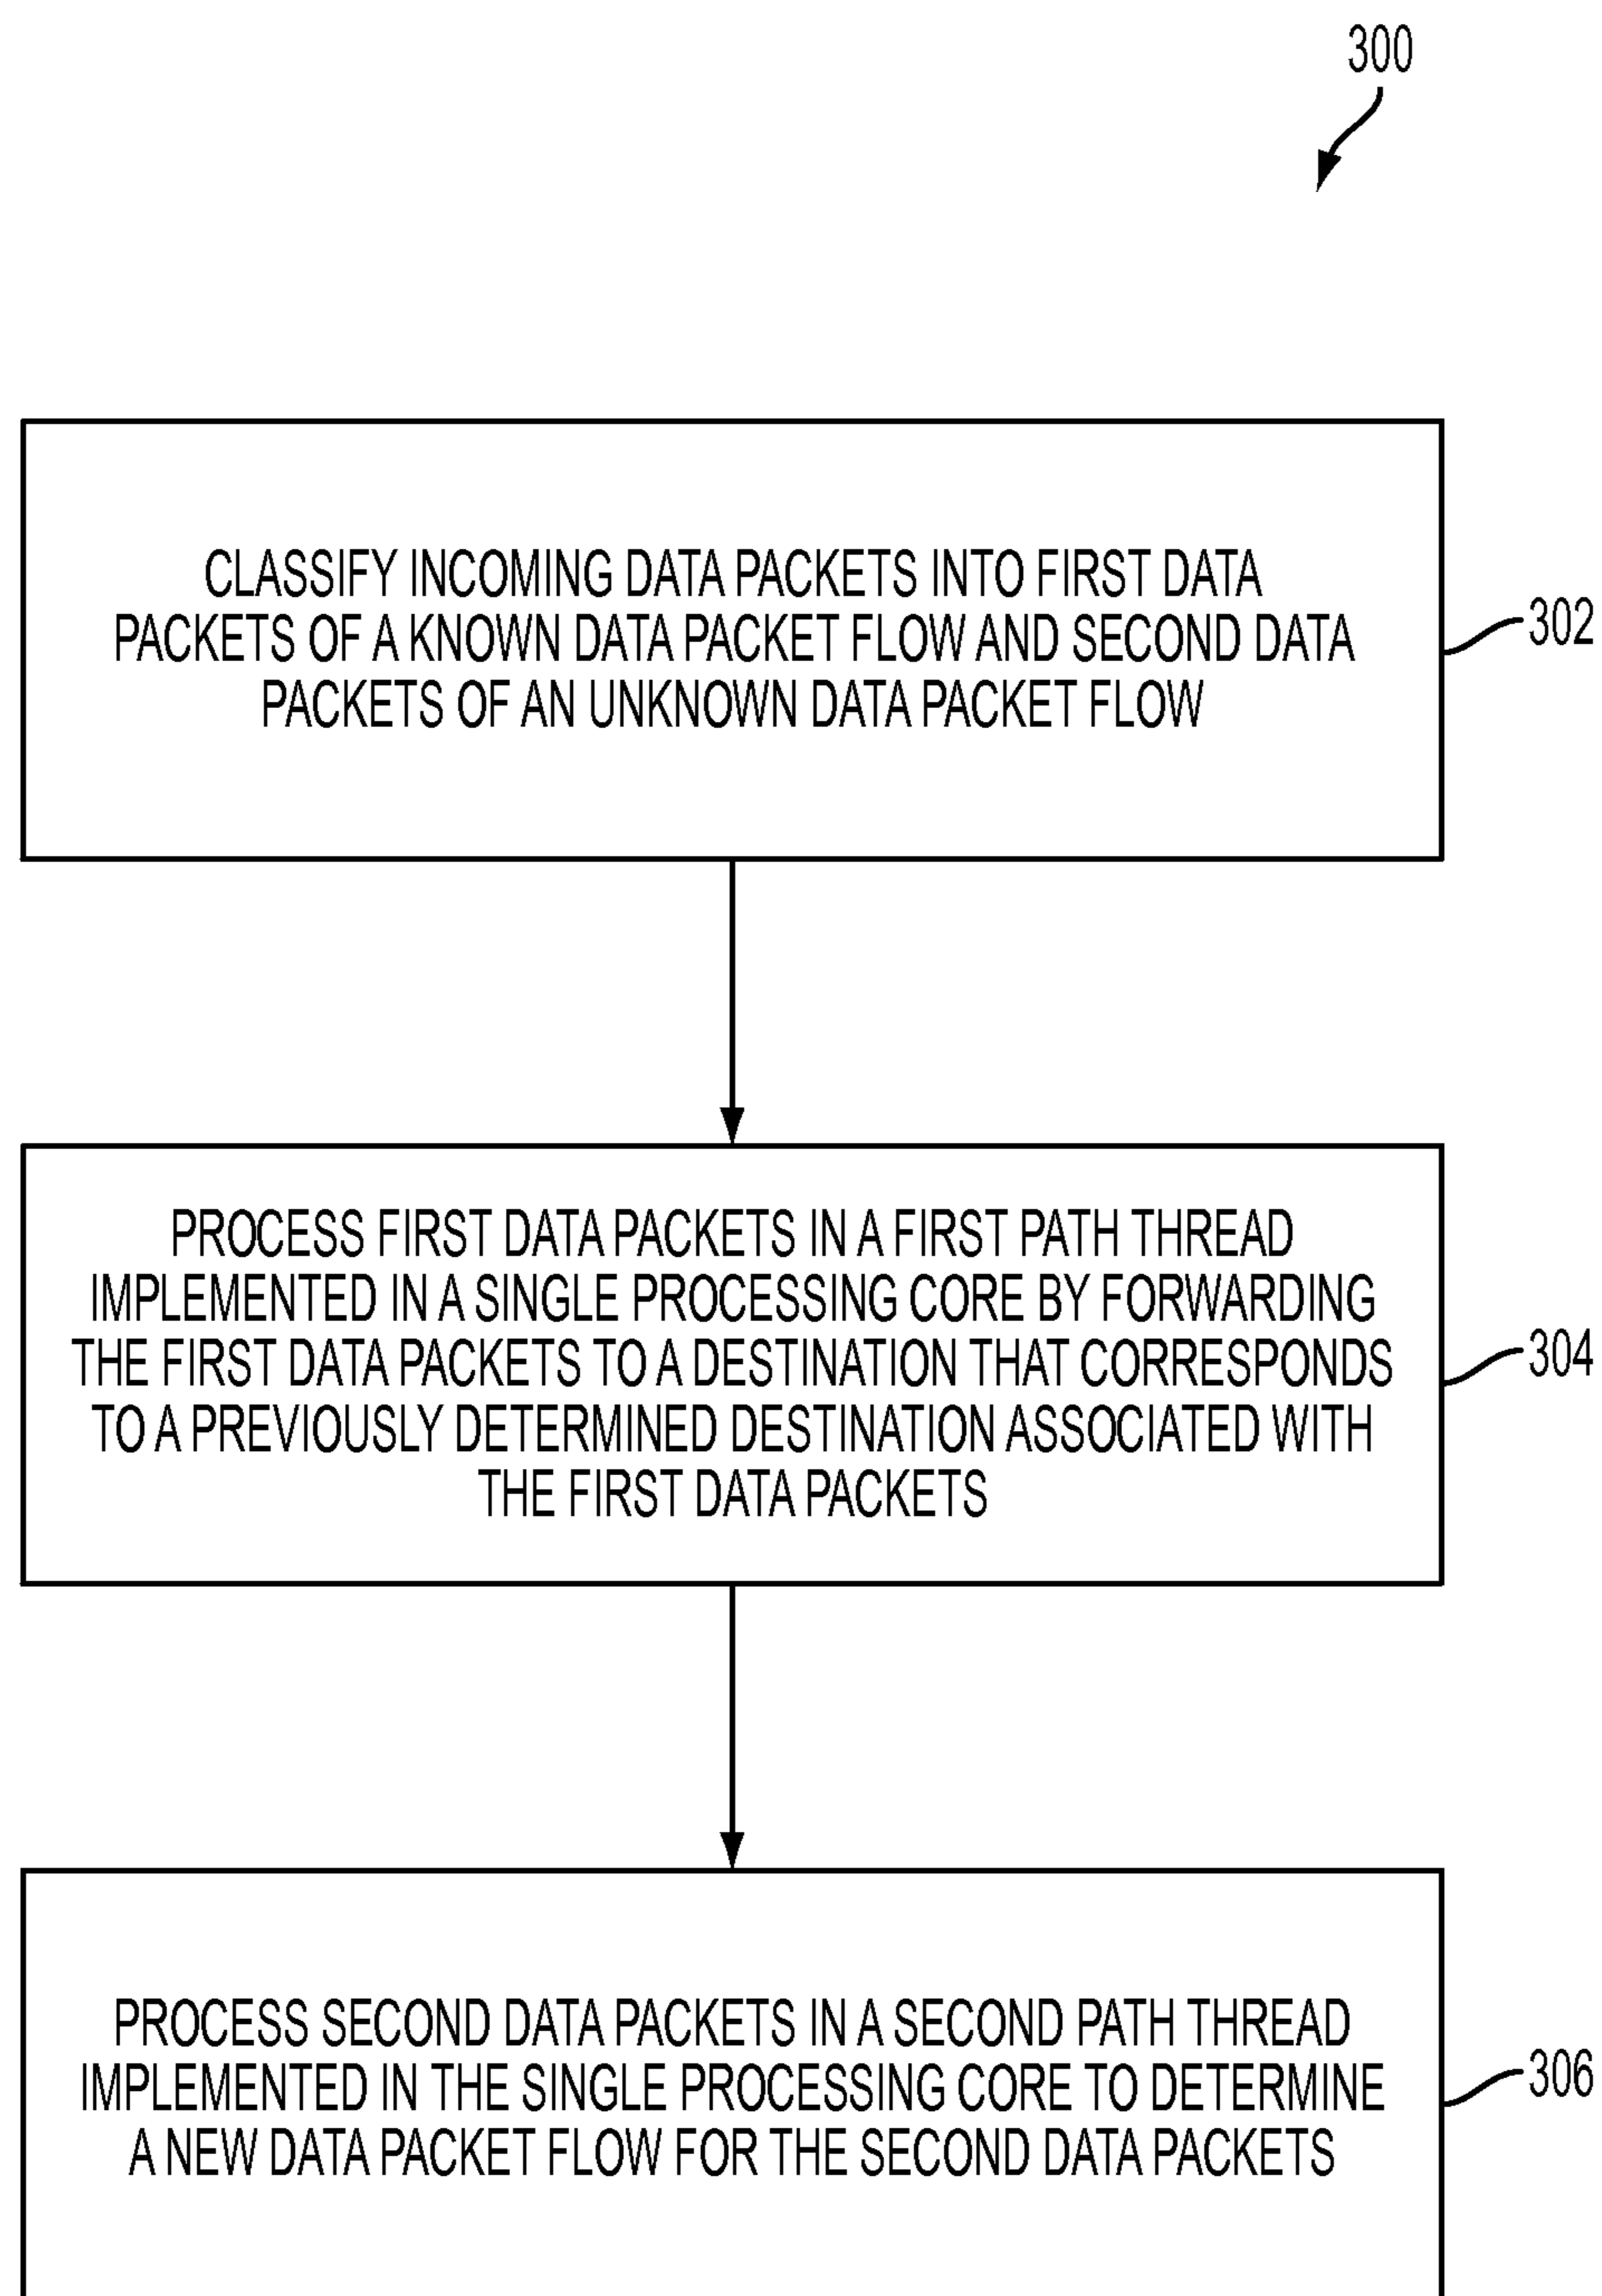 300
CLASSIFY INCOMING DATA PACKETS INTO FIRST DATA
PACKETS OF A KNOWN DATA PACKET FLOW AND SECOND DATA
PACKETS OF AN UNKNOWN DATA PACKET FLOW
302
PROCESS FIRST DATA PACKETS IN A FIRST PATH THREAD
IMPLEMENTED IN A SINGLE PROCESSING CORE BY FORWARDING
THE FIRST DATA PACKETS TO A DESTINATION THAT CORRESPONDS
TO A PREVIOUSLY DETERMINED DESTINATION ASSOCIATED WITH
THE FIRST DATA PACKETS
304
PROCESS SECOND DATA PACKETS IN A SECOND PATH THREAD
IMPLEMENTED IN THE SINGLE PROCESSING CORE TO DETERMINE
A NEW DATA PACKET FLOW FOR THE SECOND DATA PACKETS
306